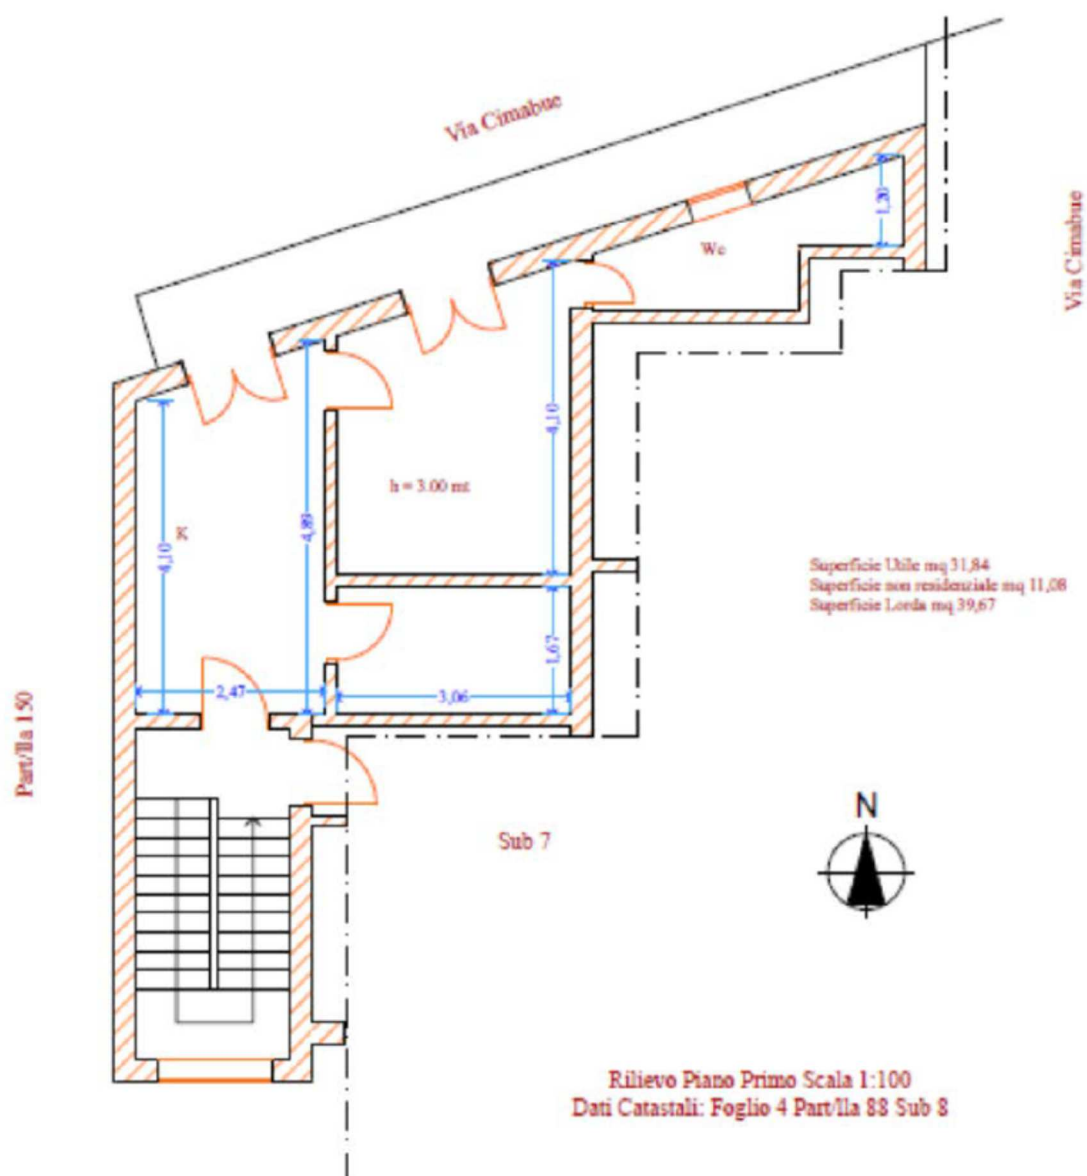 Via Cimabue
Via Cimabue
1,20
Wc
4,10
h = 3.00 mt
4,89
K
4,10
Superficie Utile mq 31,84
Superficie non residenziale mq 11,08
Superficie Lorda mq 39,67
1,67
2,47
3,06
Part/lla 150
N
Sub 7
Rilievo Piano Primo Scala 1:100
Dati Catastali: Foglio 4 Part/lla 88 Sub 8